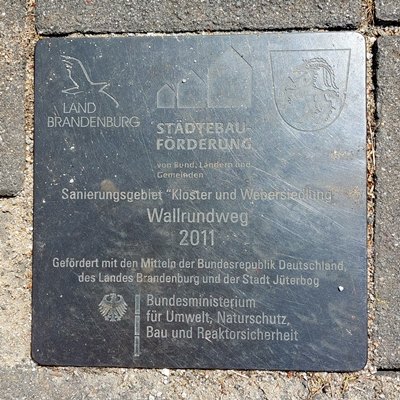 LAND
BRANDENBURG
STÄDTEBAU-
FÖRDERUNG
von Bund, Ländern und
Gemeinden
Sanierungsgebiet "Kloster und Webersiedlung"
Wallrundweg
2011
Gefördert mit den Mitteln der Bundesrepublik Deutschland,
des Landes Brandenburg und der Stadt Jüterbog
Bundesministerium
für Umwelt, Naturschutz,
Bau und Reaktorsicherheit